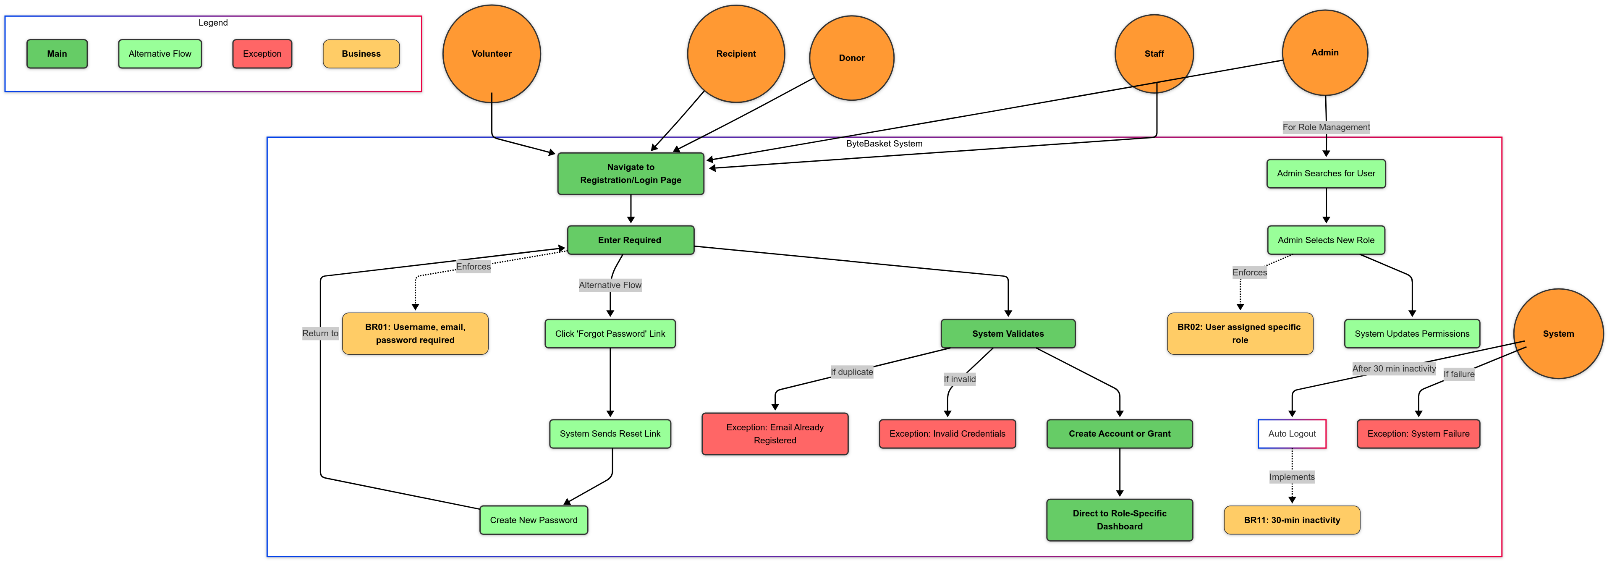 Legend
Main
Alternative Flow
Exception
Business
Volunteer
Recipient
Donor
Staff
Admin
For Role Management
ByteBasket System
Navigate to
Registration/Login Page
Admin Searches for User
Enter Required
Admin Selects New Role
Enforces
Alternative Flow
Enforces
Return to
BR01: Username, email,
password required
Click 'Forgot Password' Link
System Validates
BR02: User assigned specific
role
System Updates Permissions
System
If duplicate
If invalid
After 30 min inactivity
If failure
System Sends Reset Link
Exception: Email Already
Registered
Exception: Invalid Credentials
Create Account or Grant
Auto Logout
Exception: System Failure
Implements
Create New Password
Direct to Role-Specific
Dashboard
BR11: 30-min inactivity